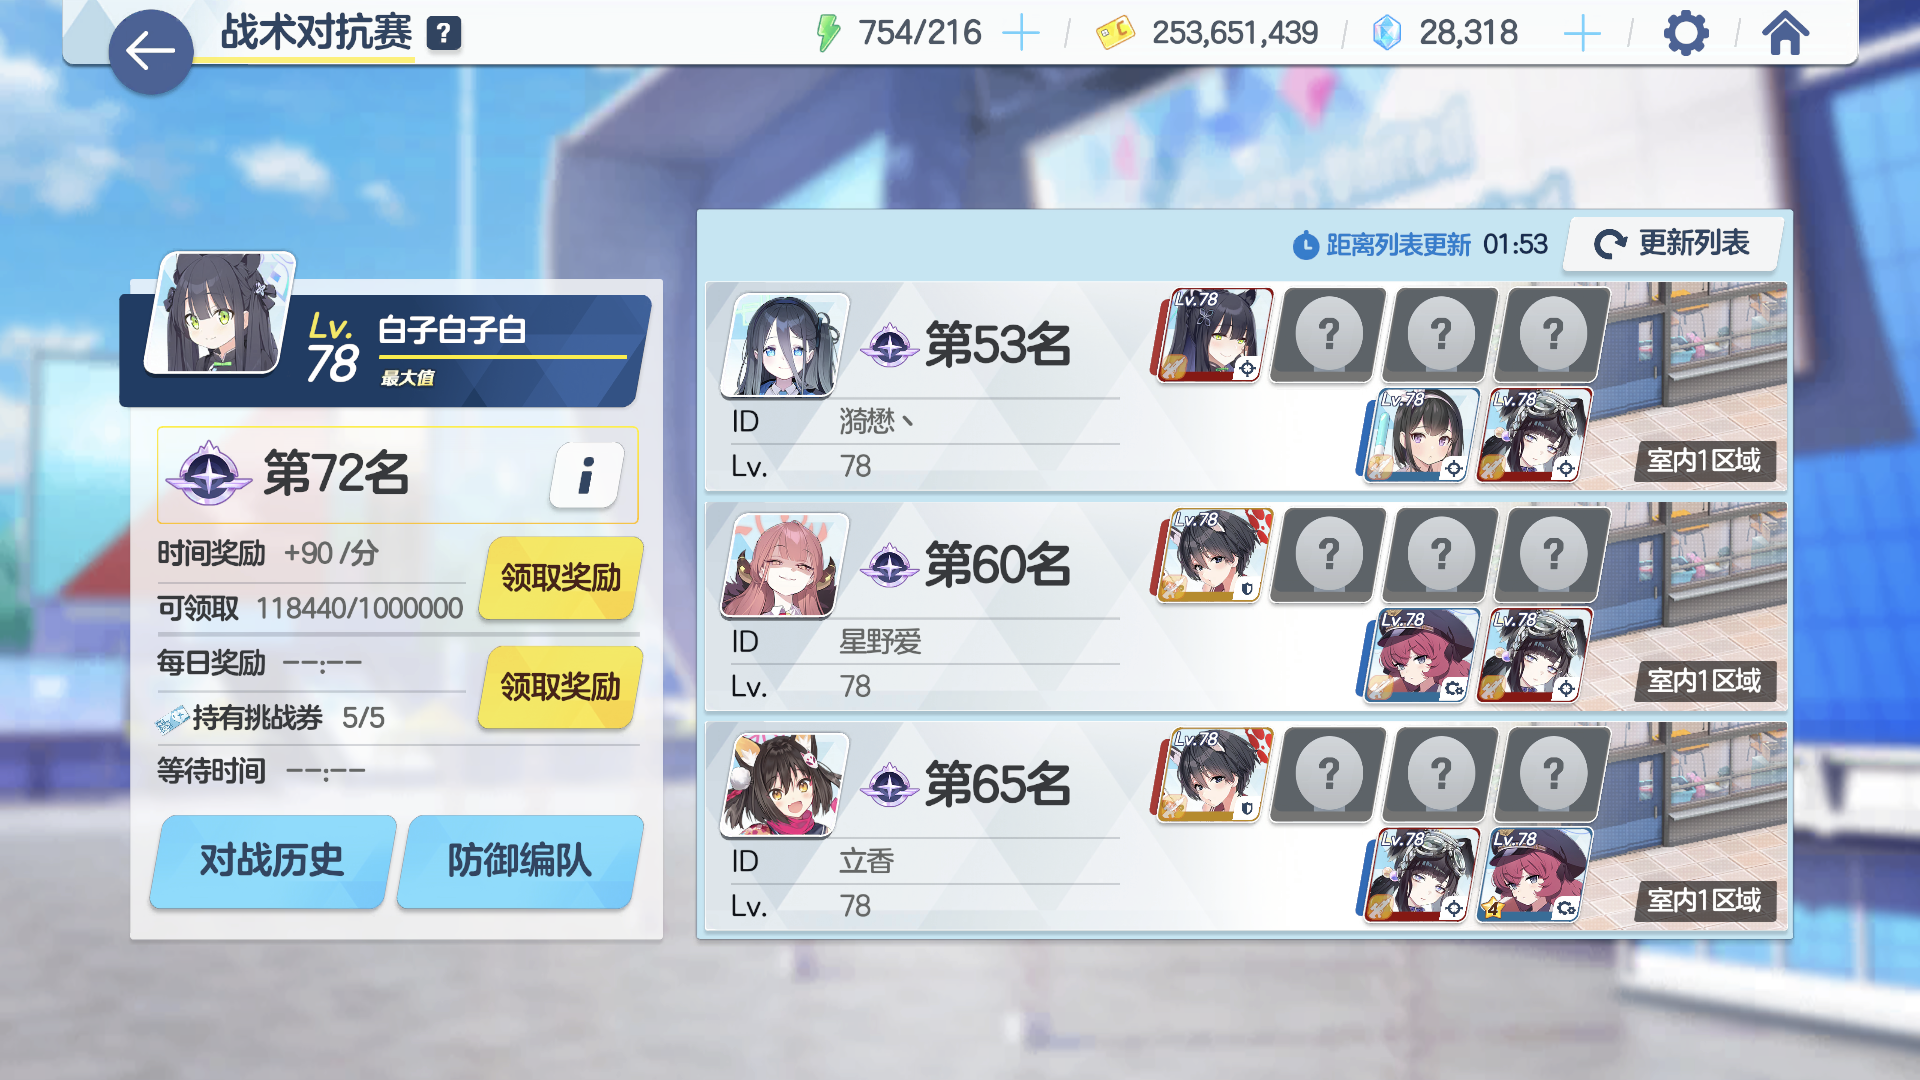 战术对抗赛 ?
754/216
253,651,439
28,318
距离列表更新 01:53
更新列表
Lv. 78
白子白子白
最大值
第72名
i
时间奖励 +90 /分
可领取 118440/1000000
领取奖励
每日奖励 --:--
持有挑战券 5/5
领取奖励
等待时间 --:--
对战历史
防御编队
第53名
ID 漪懋丶
Lv. 78
Lv.78 ? ? ?
Lv.78 Lv.78
室内1区域
第60名
ID 星野爱
Lv. 78
Lv.78 ? ? ?
Lv.78 Lv.78
室内1区域
第65名
ID 立香
Lv. 78
Lv.78 ? ? ?
Lv.78 Lv.78
4
室内1区域